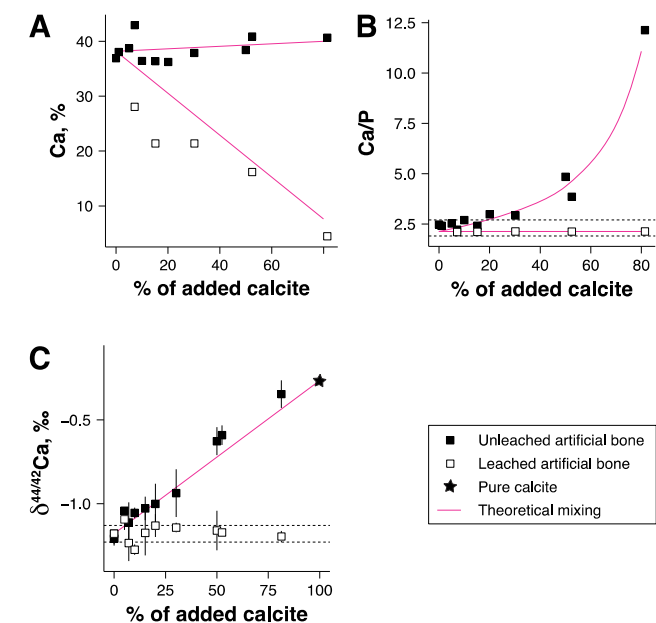 A
Ca, %
40
30
20
10
0 20 40 60
% of added calcite
B
Ca/P
12.5
10.0
7.5
5.0
2.5
0 20 40 60 80
% of added calcite
C
δ44/42Ca, ‰
−0.5
−1.0
0 25 50 75 100
% of added calcite
Unleached artificial bone
Leached artificial bone
Pure calcite
Theoretical mixing